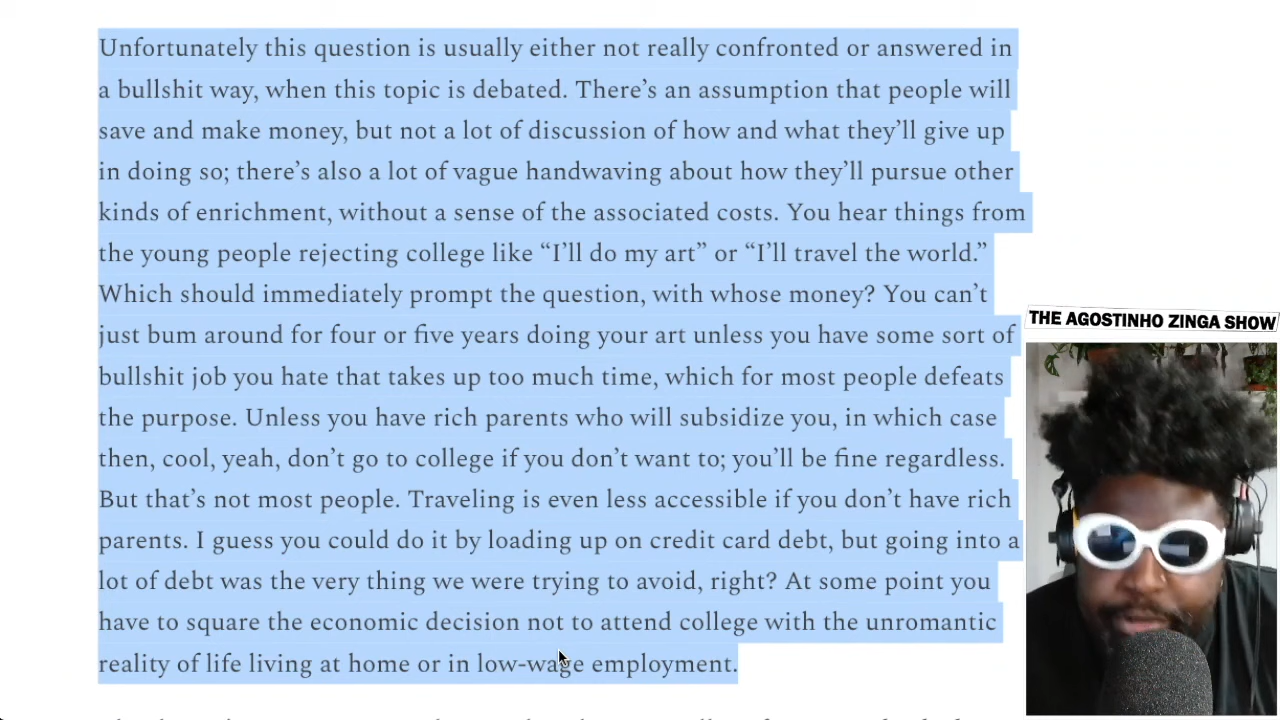 Unfortunately this question is usually either not really confronted or answered in
a bullshit way, when this topic is debated. There’s an assumption that people will
save and make money, but not a lot of discussion of how and what they’ll give up
in doing so; there’s also a lot of vague handwaving about how they’ll pursue other
kinds of enrichment, without a sense of the associated costs. You hear things from
the young people rejecting college like “I’ll do my art” or “I’ll travel the world.”
Which should immediately prompt the question, with whose money? You can’t
just bum around for four or five years doing your art unless you have some sort of
bullshit job you hate that takes up too much time, which for most people defeats
the purpose. Unless you have rich parents who will subsidize you, in which case
then, cool, yeah, don’t go to college if you don’t want to; you’ll be fine regardless.
But that’s not most people. Traveling is even less accessible if you don’t have rich
parents. I guess you could do it by loading up on credit card debt, but going into a
lot of debt was the very thing we were trying to avoid, right? At some point you
have to square the economic decision not to attend college with the unromantic
reality of life living at home or in low-wage employment.
THE AGOSTINHO ZINGA SHOW